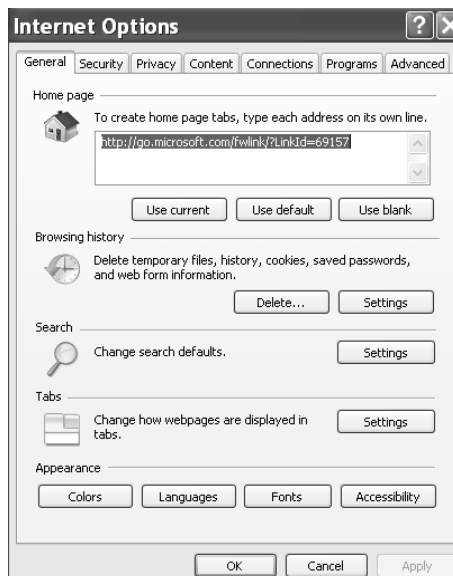 Internet Options
General Security Privacy Content Connections Programs Advanced
Home page
To create home page tabs, type each address on its own line.
http://go.microsoft.com/fwlink/?LinkId=69157
Use current Use default Use blank
Browsing history
Delete temporary files, history, cookies, saved passwords,
and web form information.
Delete... Settings
Search
Change search defaults. Settings
Tabs
Change how webpages are displayed in
tabs.
Settings
Appearance
Colors Languages Fonts Accessibility
OK Cancel Apply